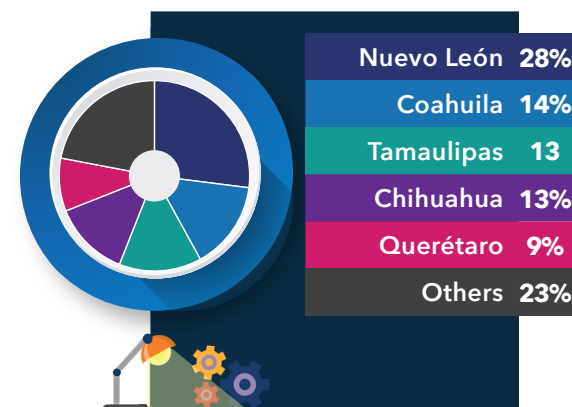 Nuevo León 28%
Coahuila 14%
Tamaulipas 13
Chihuahua 13%
Querétaro 9%
Others 23%